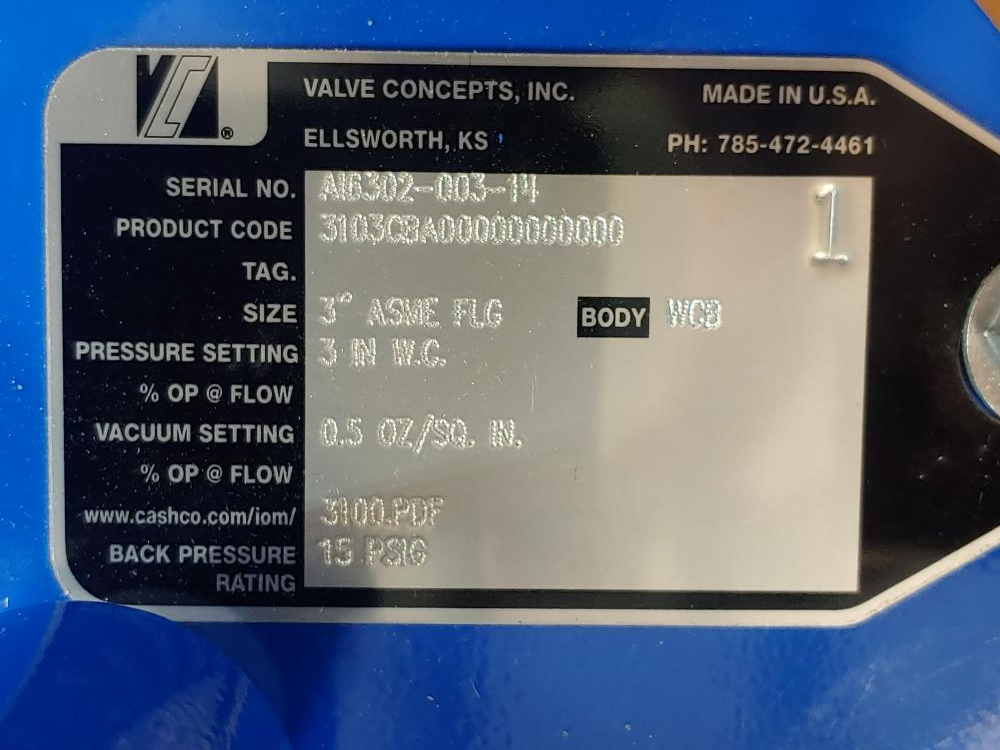 VALVE CONCEPTS, INC. MADE IN U.S.A.
ELLSWORTH, KS PH: 785-472-4461
SERIAL NO. A16302-003-14 1
PRODUCT CODE 3103CBA00000000000
TAG.
SIZE 3" ASME FLG BODY WCB
PRESSURE SETTING 3 IN W.C.
% OP @ FLOW
VACUUM SETTING 0.5 OZ/SQ. IN.
% OP @ FLOW
www.cashco.com/iom/ 3100.PDF
BACK PRESSURE 15 PSIG
RATING